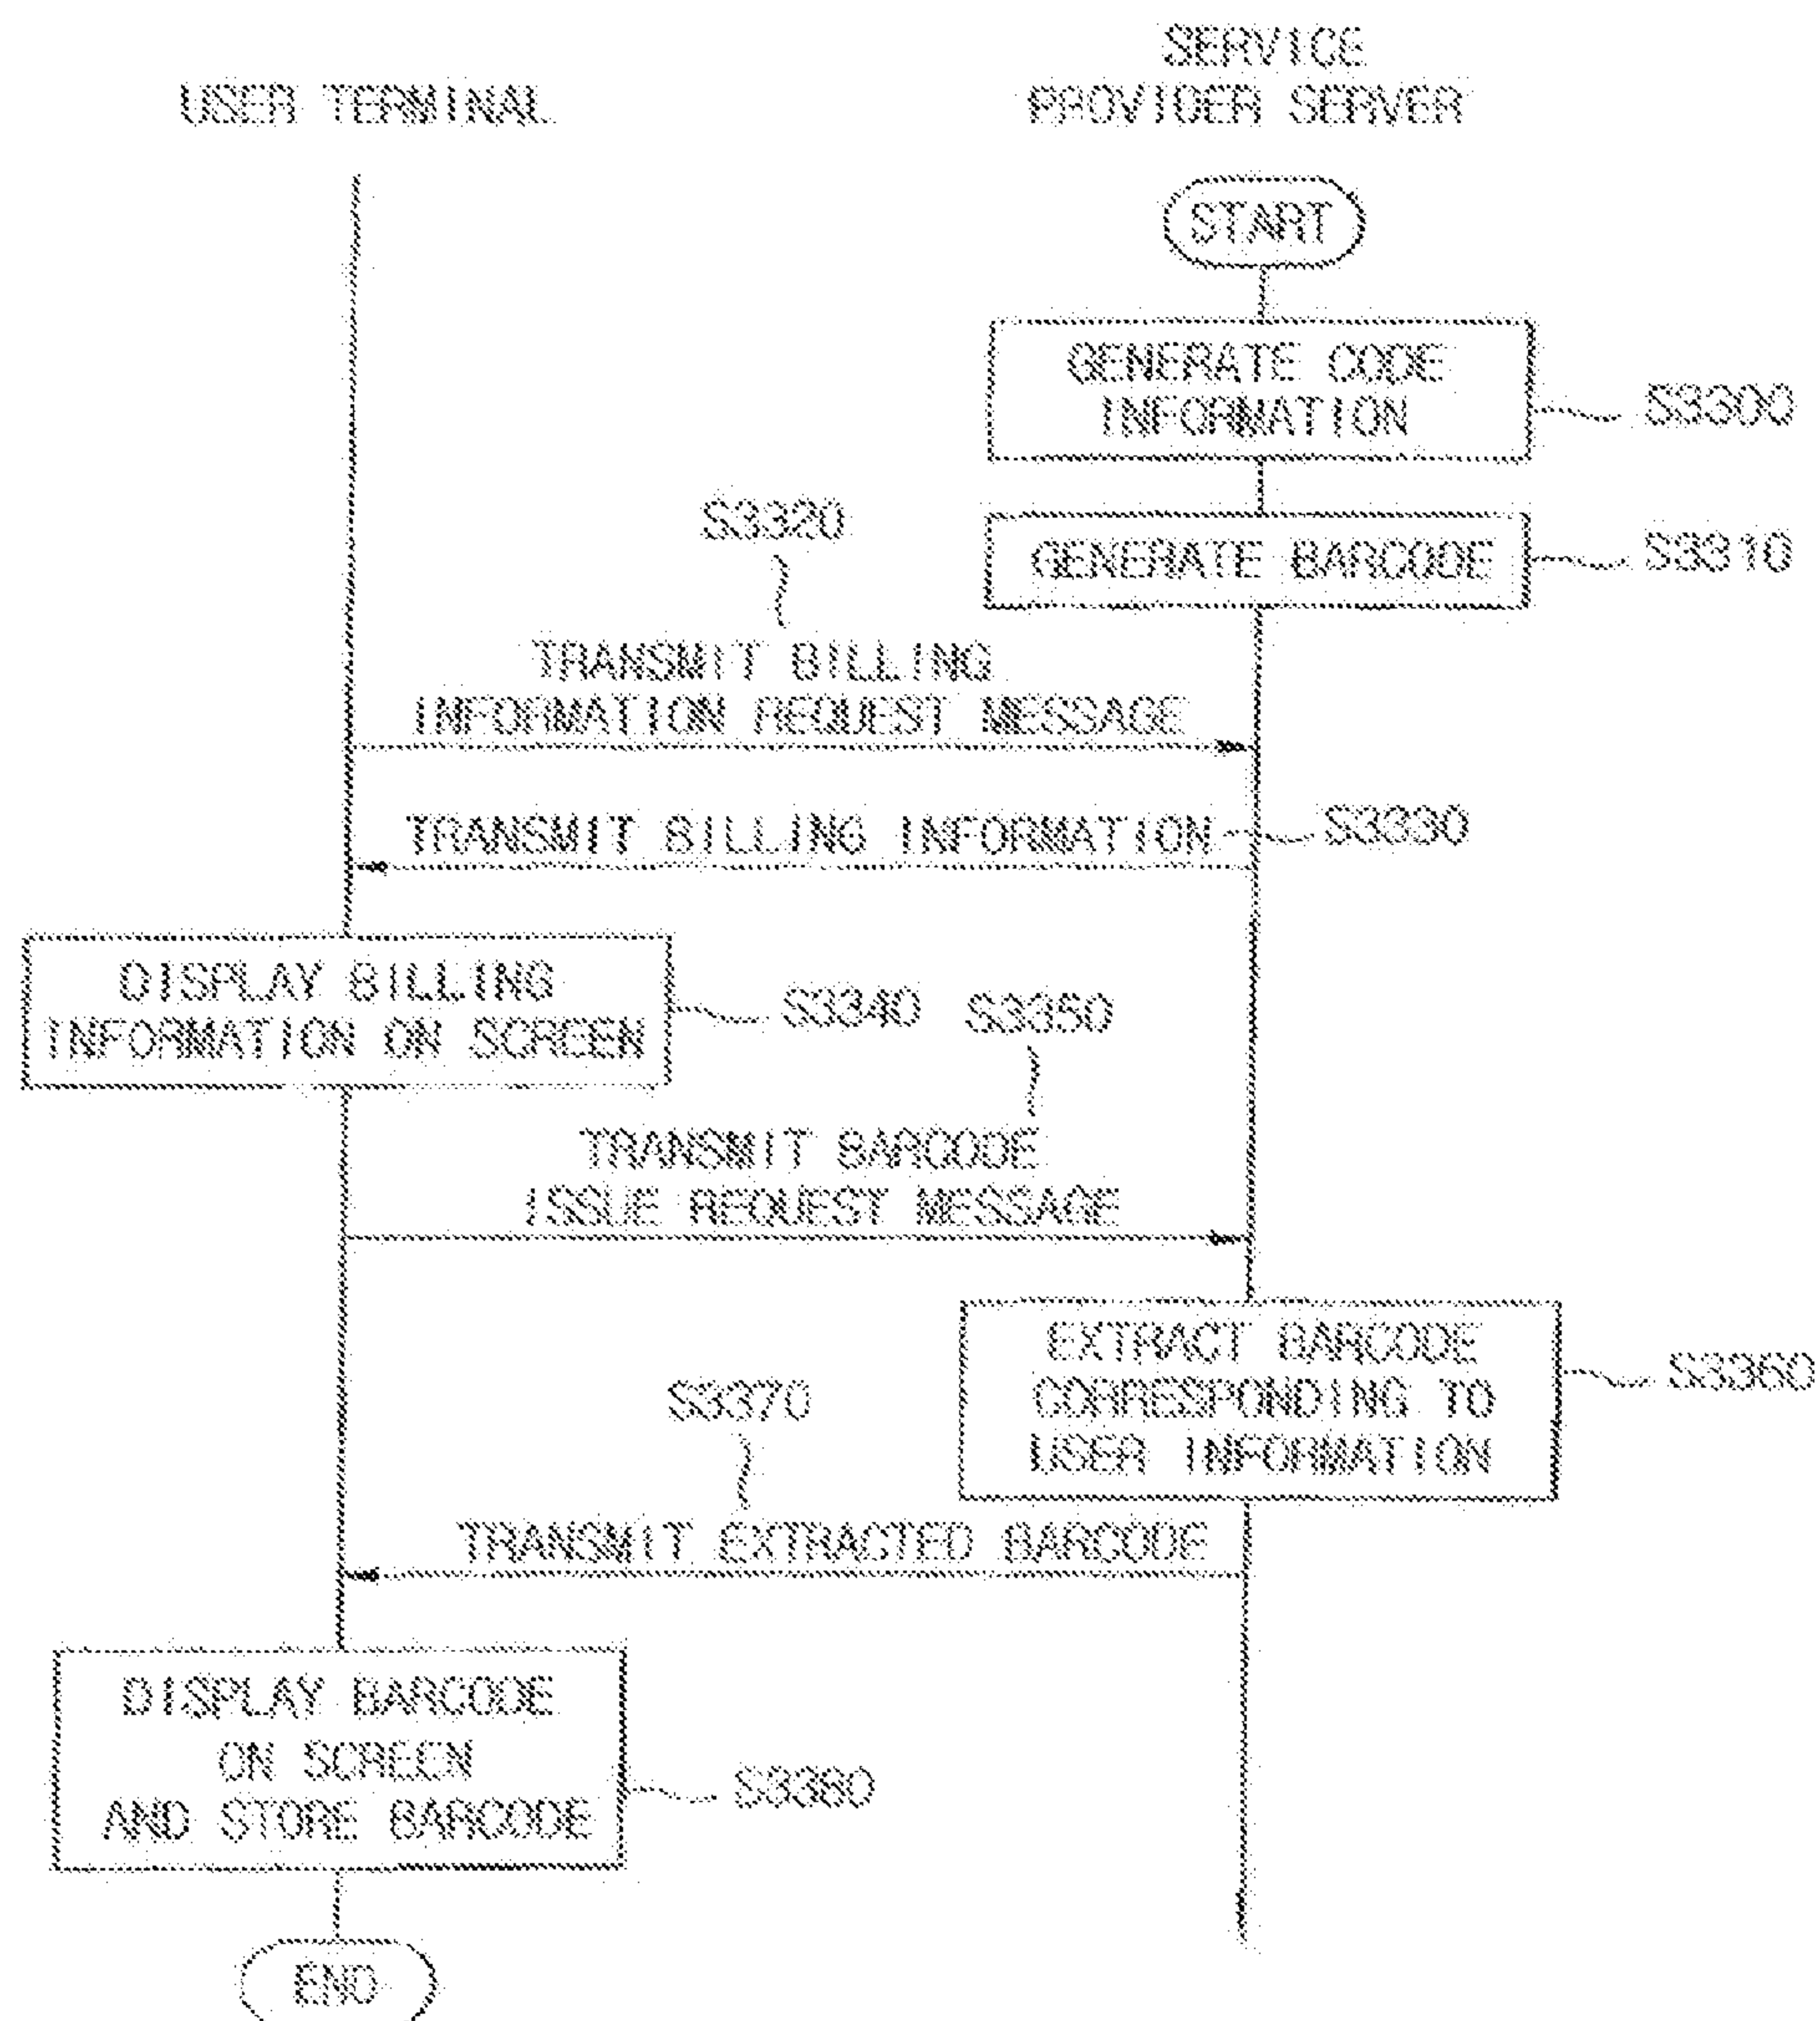 USER TERMINAL
SERVICE
PROVIDER SERVER
START
GENERATE CODE
INFORMATION
S3300
GENERATE BARCODE
S3310
S3320
TRANSMIT BILLING
INFORMATION REQUEST MESSAGE
TRANSMIT BILLING INFORMATION
S3330
DISPLAY BILLING
INFORMATION ON SCREEN
S3340
S3350
TRANSMIT BARCODE
ISSUE REQUEST MESSAGE
EXTRACT BARCODE
CORRESPONDING TO
USER INFORMATION
S3360
S3370
TRANSMIT EXTRACTED BARCODE
DISPLAY BARCODE
ON SCREEN
AND STORE BARCODE
S3380
END